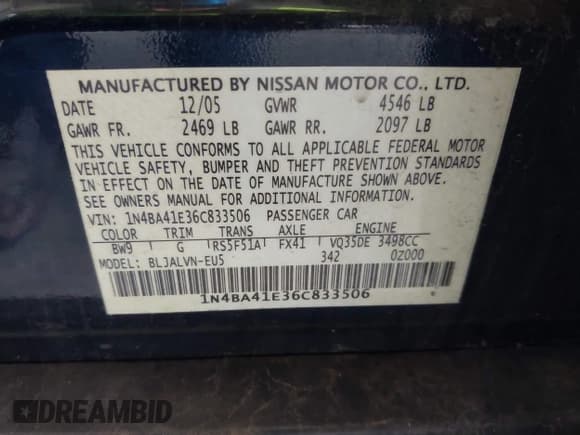 MANUFACTURED BY NISSAN MOTOR CO., LTD.
DATE 12/05 GVWR 4546 LB
GAWR FR. 2469 LB GAWR RR. 2097 LB
THIS VEHICLE CONFORMS TO ALL APPLICABLE FEDERAL MOTOR
VEHICLE SAFETY, BUMPER AND THEFT PREVENTION STANDARDS
IN EFFECT ON THE DATE OF MANUFACTURE SHOWN ABOVE.
SEE OWNERS MANUAL FOR ADDITIONAL INFORMATION.
VIN: 1N4BA41E36C833506 PASSENGER CAR
COLOR TRIM TRANS AXLE ENGINE
BW9 G RS5F51A FX41 VQ35DE 3498CC
MODEL: BLJALVN-EU5 342 0Z000
1N4BA41E36C833506
DREAMBID